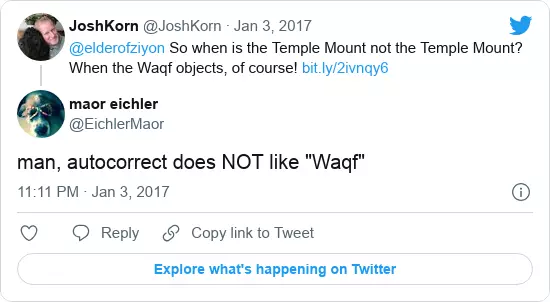 JoshKorn @JoshKorn · Jan 3, 2017
@elderofziyon So when is the Temple Mount not the Temple Mount?
When the Waqf objects, of course! bit.ly/2ivnqy6
maor eichler
@EichlerMaor
man, autocorrect does NOT like "Waqf"
11:11 PM · Jan 3, 2017
Reply
Copy link to Tweet
Explore what's happening on Twitter